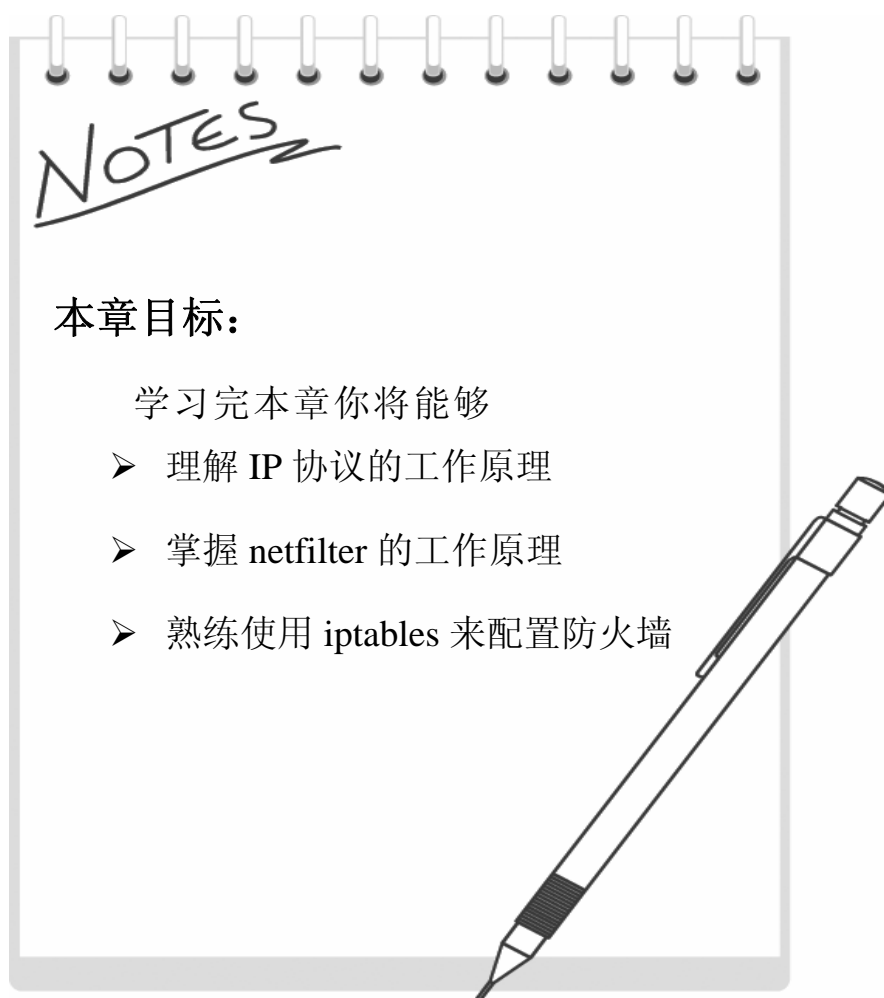 NOTES
本章目标：
学习完本章你将能够
➢ 理解 IP 协议的工作原理
➢ 掌握 netfilter 的工作原理
➢ 熟练使用 iptables 来配置防火墙